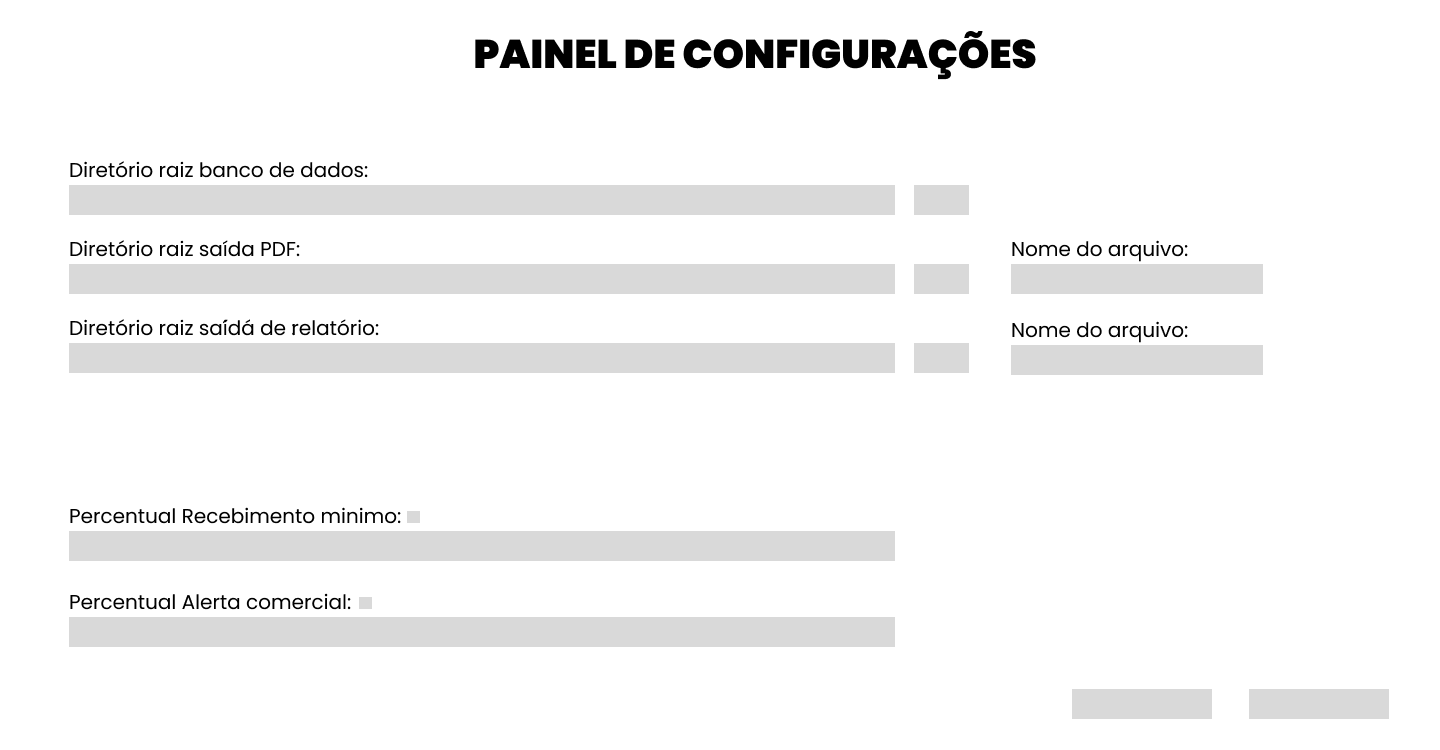 PAINEL DE CONFIGURAÇÕES
Diretório raiz banco de dados:
Diretório raiz saída PDF:
Nome do arquivo:
Diretório raiz saídá de relatório:
Nome do arquivo:
Percentual Recebimento minimo:
Percentual Alerta comercial: